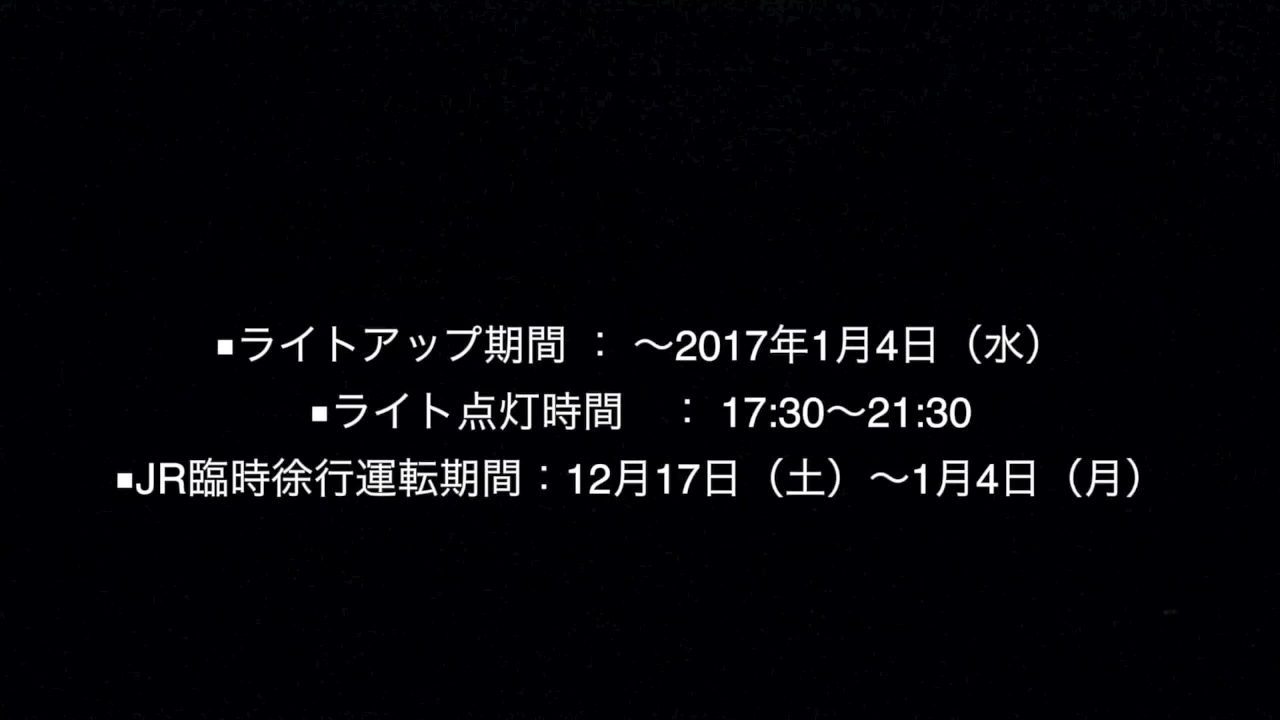 ▪ライトアップ期間 ： 〜2017年1月4日（水）
▪ライト点灯時間　： 17:30〜21:30
▪JR臨時徐行運転期間：12月17日（土）〜1月4日（月）